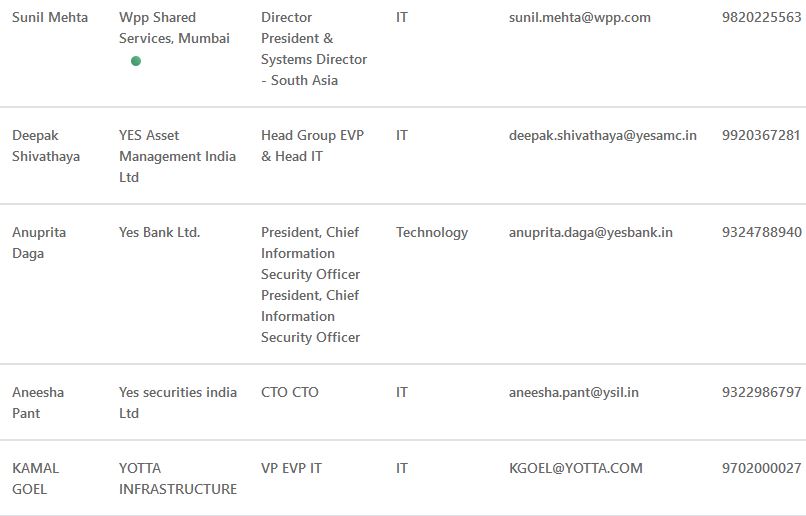 Sunil Mehta Wpp Shared Director IT sunil.mehta@wpp.com 9820225563
Services, Mumbai President &
Systems Director
- South Asia
Deepak YES Asset Head Group EVP IT deepak.shivathaya@yesamc.in 9920367281
Shivathaya Management India & Head IT
Ltd
Anuprita Yes Bank Ltd. President, Chief Technology anuprita.daga@yesbank.in 9324788940
Daga Information
Security Officer
President, Chief
Information
Security Officer
Aneesha Yes securities india CTO CTO IT aneesha.pant@ysil.in 9322986797
Pant Ltd
KAMAL YOTTA VP EVP IT IT KGOEL@YOTTA.COM 9702000027
GOEL INFRASTRUCTURE